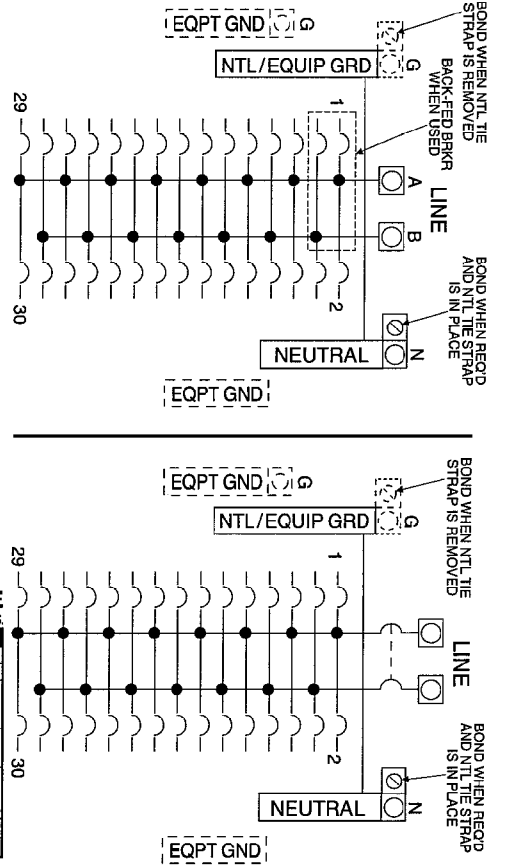 BOND WHEN NTL TIE
STRAP IS REMOVED
BACK-FED BRKR
WHEN USED
EQPT GND
G
NTL/EQUIP GRD
G
A
LINE
B
1
29
2
30
BOND WHEN REQ'D
AND NTL TIE STRAP
IS IN PLACE
N
NEUTRAL
EQPT GND
BOND WHEN NTL TIE
STRAP IS REMOVED
EQPT GND
G
NTL/EQUIP GRD
G
LINE
1
29
2
30
BOND WHEN REQ'D
AND NTL TIE STRAP
IS IN PLACE
N
NEUTRAL
EQPT GND